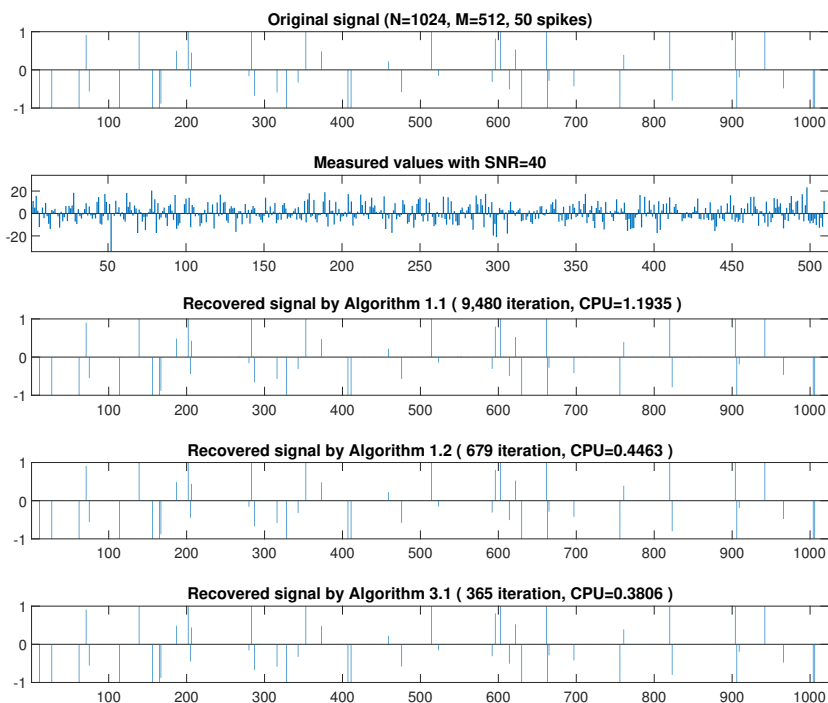 Original signal (N=1024, M=512, 50 spikes)
1
0
-1
100 200 300 400 500 600 700 800 900 1000
Measured values with SNR=40
20
0
-20
50 100 150 200 250 300 350 400 450 500
Recovered signal by Algorithm 1.1 ( 9,480 iteration, CPU=1.1935 )
1
0
-1
100 200 300 400 500 600 700 800 900 1000
Recovered signal by Algorithm 1.2 ( 679 iteration, CPU=0.4463 )
1
0
-1
100 200 300 400 500 600 700 800 900 1000
Recovered signal by Algorithm 3.1 ( 365 iteration, CPU=0.3806 )
1
0
-1
100 200 300 400 500 600 700 800 900 1000